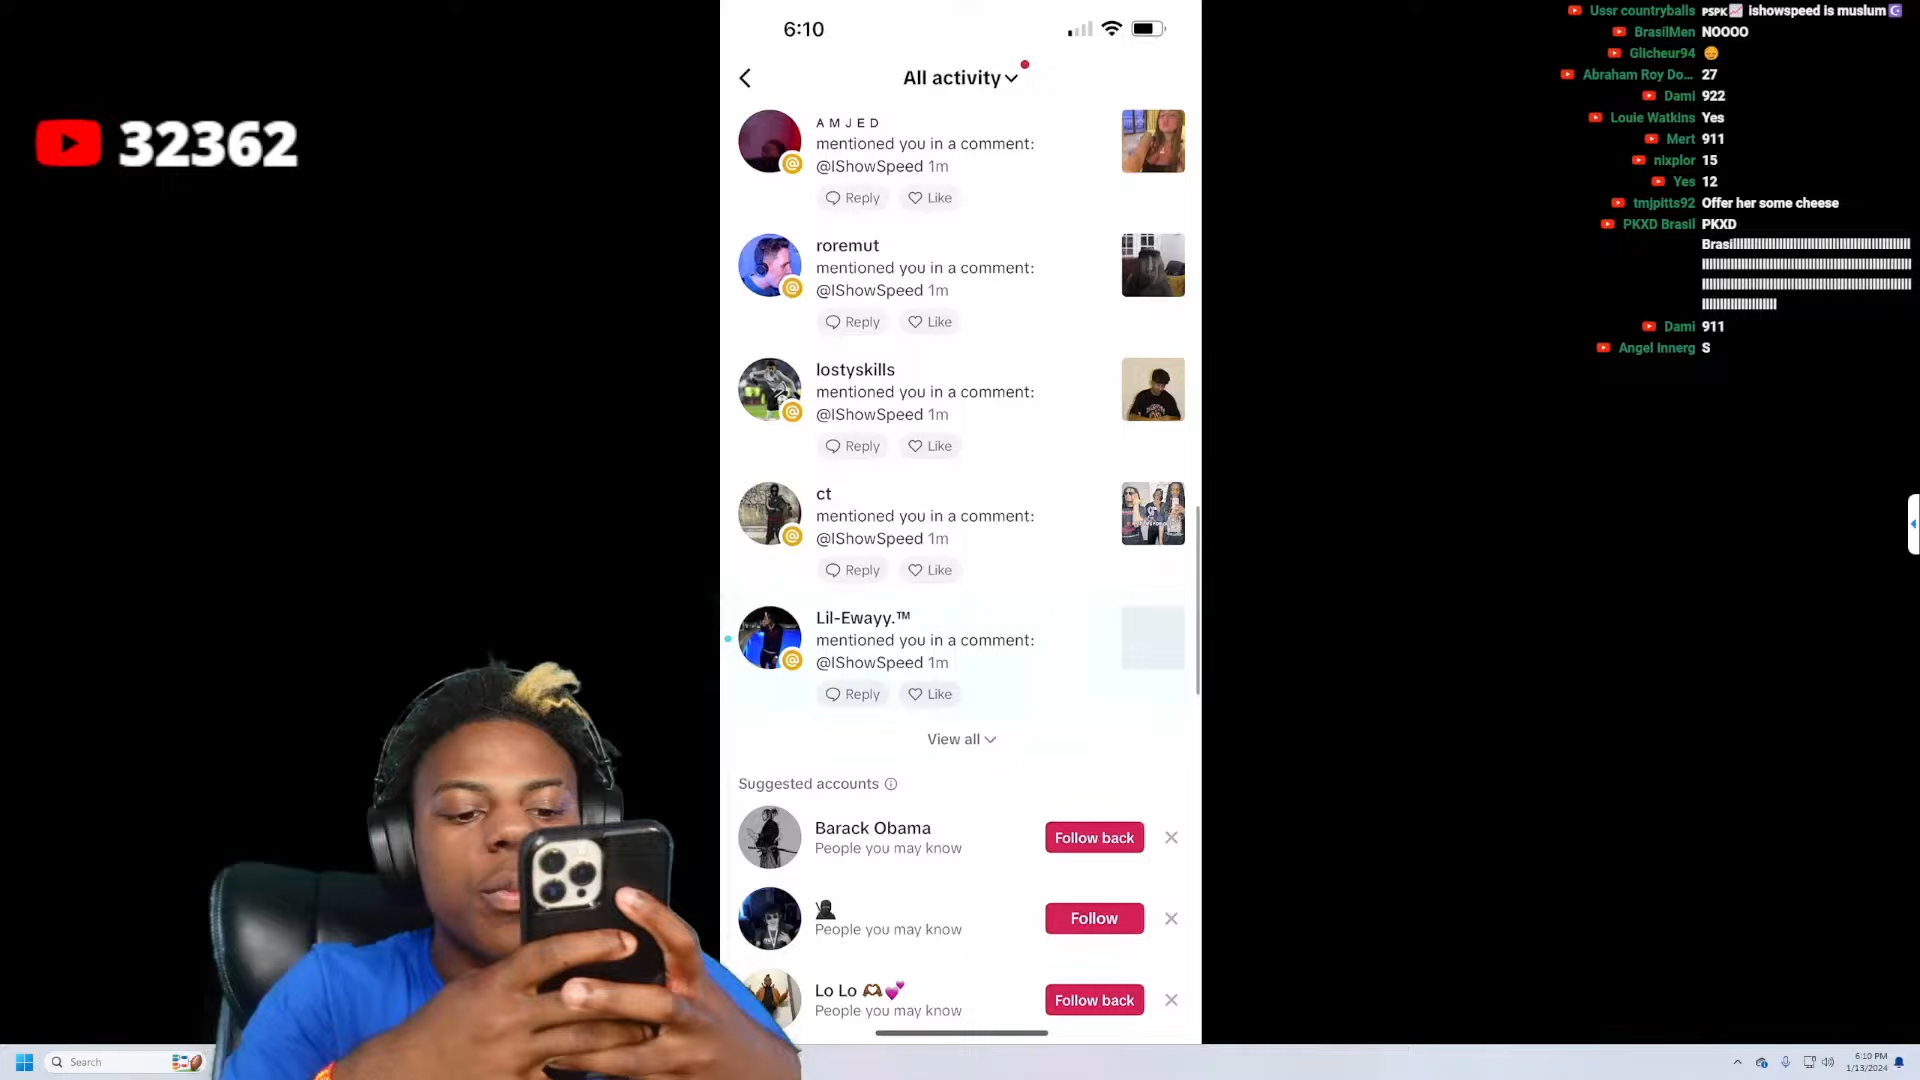 32362
6:10
All activity
A M J E D
mentioned you in a comment:
@IShowSpeed 1m
Reply
Like
roremut
mentioned you in a comment:
@IShowSpeed 1m
Reply
Like
lostyskills
mentioned you in a comment:
@IShowSpeed 1m
Reply
Like
ct
mentioned you in a comment:
@IShowSpeed 1m
Reply
Like
Lil-Ewayy.™
mentioned you in a comment:
@IShowSpeed 1m
Reply
Like
View all
Suggested accounts
Barack Obama
People you may know
Follow back
🥷
People you may know
Follow
Lo Lo 🫶🏾💕
People you may know
Follow back
Ussr countryballs PSPK📈 ishowspeed is muslum☪️
BrasilMen NOOOO
Glicheur94 😑
Abraham Roy Do... 27
Dami 922
Louie Watkins Yes
Mert 911
nixplor 15
Yes 12
tmjpitts92 Offer her some cheese
PKXD Brasil PKXD
Dami 911
Angel Innerg S
Search
6:10 PM
1/13/2024